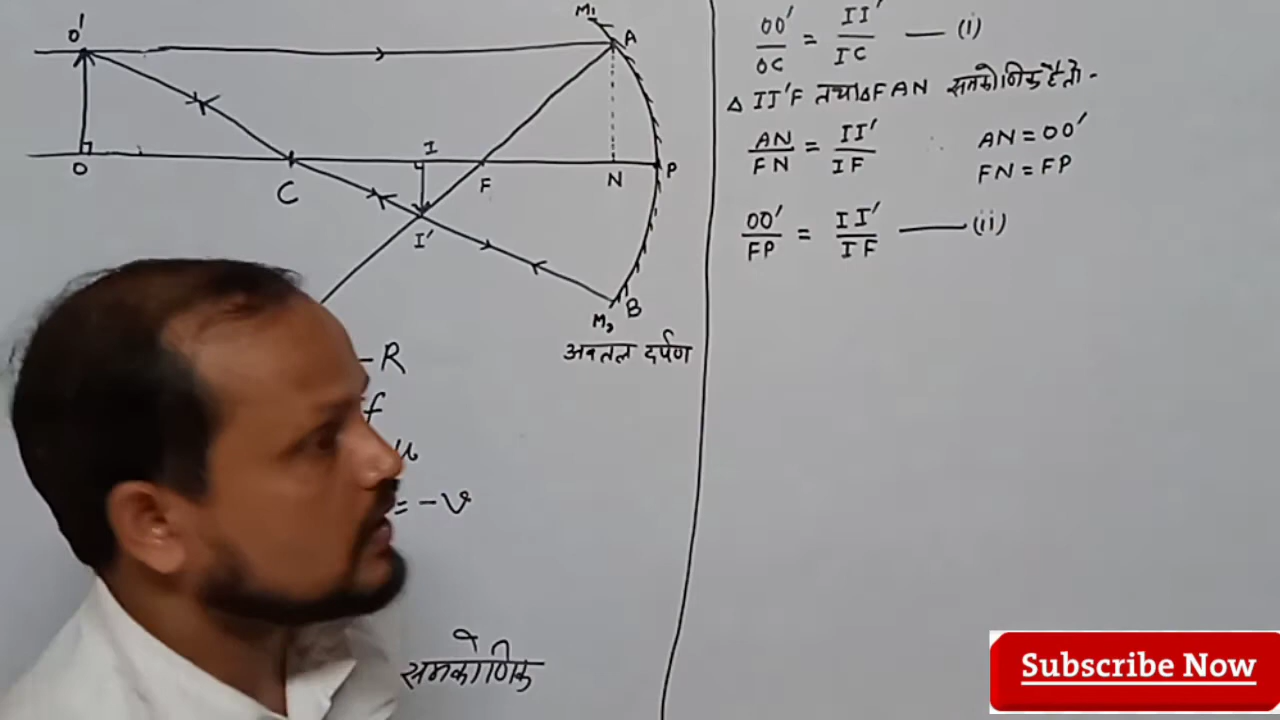 M₁
O' A
O C I F N P
I'
B
M₂
अवतल दर्पण
-R
f
u
= -v
समकोणिक
OO'/OC = II'/IC — (i)
△ II'F तथा △FAN समकोनिक है तो -
AN/FN = II'/IF AN = OO'
FN = FP
OO'/FP = II'/IF — (ii)
Subscribe Now